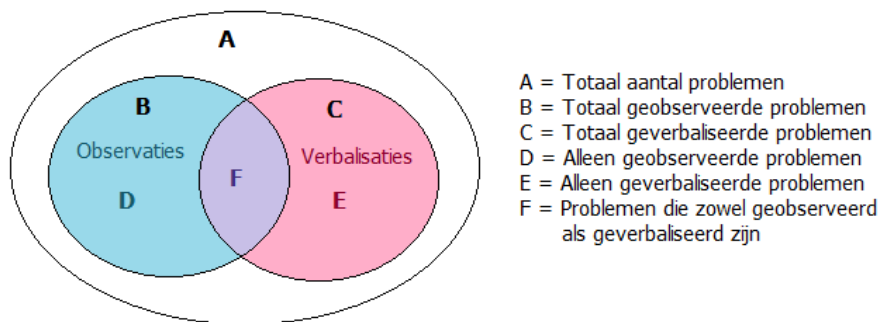 A
B
C
Observaties
Verbalisaties
F
D
E
A = Totaal aantal problemen
B = Totaal geobserveerde problemen
C = Totaal geverbaliseerde problemen
D = Alleen geobserveerde problemen
E = Alleen geverbaliseerde problemen
F = Problemen die zowel geobserveerd
als geverbaliseerd zijn